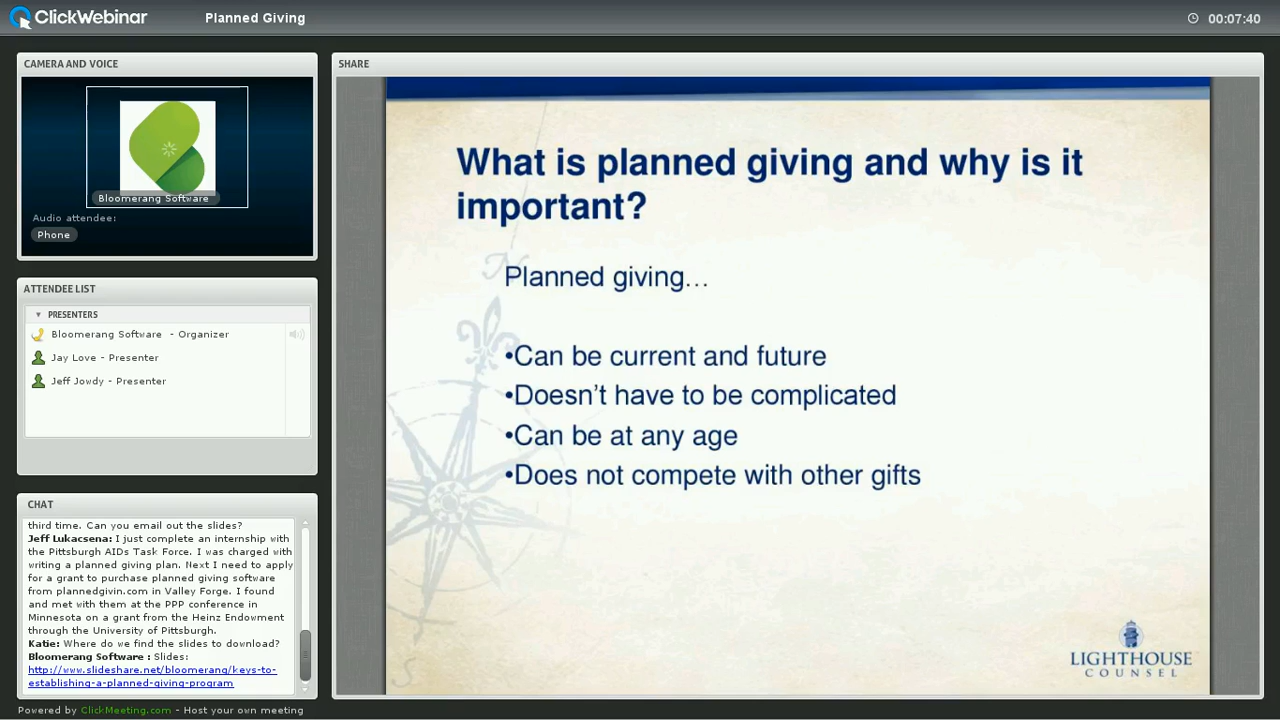 ClickWebinar
Planned Giving
00:07:40
CAMERA AND VOICE
Bloomerang Software
Audio attendee:
Phone
ATTENDEE LIST
PRESENTERS
Bloomerang Software - Organizer
Jay Love - Presenter
Jeff Jowdy - Presenter
CHAT
third time. Can you email out the slides?
Jeff Lukacsena: I just complete an internship with
the Pittsburgh AIDs Task Force. I was charged with
writing a planned giving plan. Next I need to apply
for a grant to purchase planned giving software
from plannedgivin.com in Valley Forge. I found
and met with them at the PPP conference in
Minnesota on a grant from the Heinz Endowment
through the University of Pittsburgh.
Katie: Where do we find the slides to download?
Bloomerang Software : Slides:
http://www.slideshare.net/bloomerang/keys-to-
establishing-a-planned-giving-program
SHARE
What is planned giving and why is it
important?
Planned giving…
•Can be current and future
•Doesn’t have to be complicated
•Can be at any age
•Does not compete with other gifts
N
S
LIGHTHOUSE
COUNSEL
Powered by ClickMeeting.com - Host your own meeting